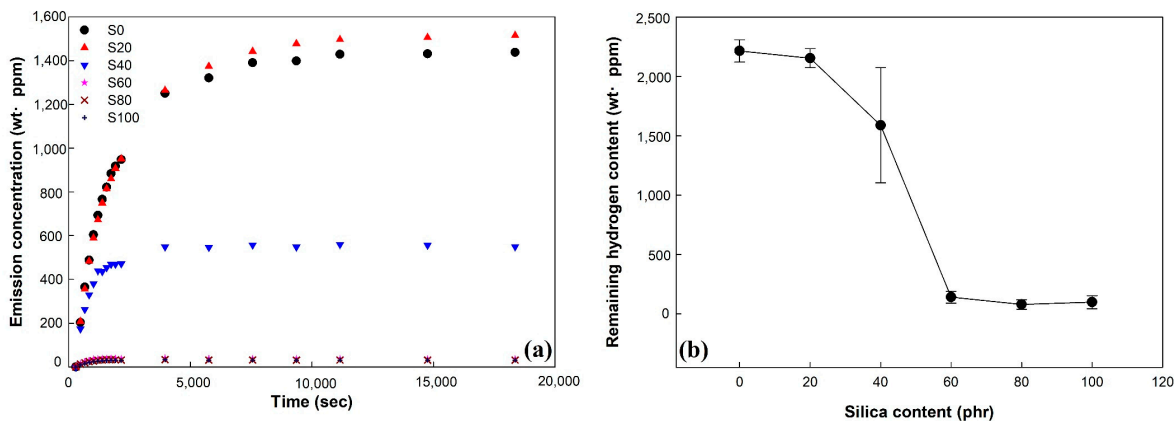 Emission concentration (wt· ppm)
1,600
1,400
1,200
1,000
800
600
400
200
0
S0
S20
S40
S60
S80
S100
(a)
0 5,000 10,000 15,000 20,000
Time (sec)
Remaining hydrogen content (wt· ppm)
2,500
2,000
1,500
1,000
500
0
(b)
0 20 40 60 80 100 120
Silica content (phr)